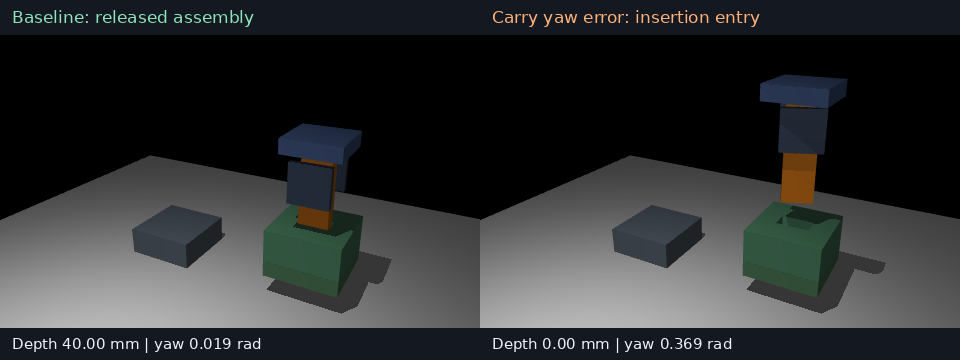 Baseline: released assembly
Carry yaw error: insertion entry
Depth 40.00 mm | yaw 0.019 rad
Depth 0.00 mm | yaw 0.369 rad